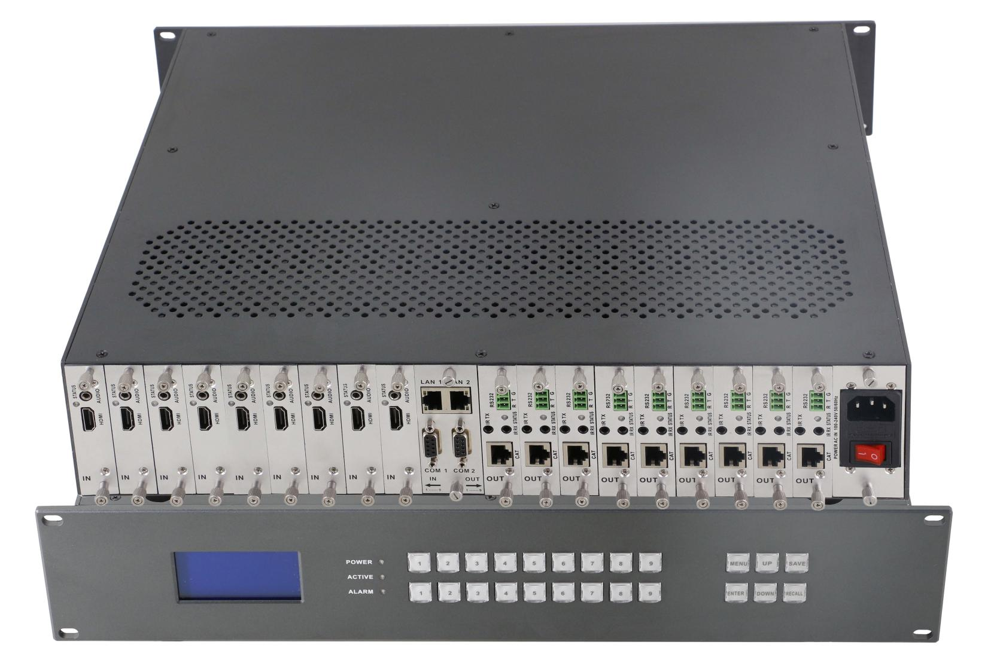 STATUS AUDIO HDMI IN
STATUS AUDIO HDMI IN
STATUS AUDIO HDMI IN
STATUS AUDIO HDMI IN
STATUS AUDIO HDMI IN
STATUS AUDIO HDMI IN
STATUS AUDIO HDMI IN
STATUS AUDIO HDMI IN
STATUS AUDIO HDMI IN
LAN 1 AN 2
COM 1 COM 2
IN OUT
1 ------ 9 1 ------ 9
RS232 R T G IR TX IR RX STATUS CAT OUT
RS232 R T G IR TX IR RX STATUS CAT OUT
RS232 R T G IR TX IR RX STATUS CAT OUT
RS232 R T G IR TX IR RX STATUS CAT OUT
RS232 R T G IR TX IR RX STATUS CAT OUT
RS232 R T G IR TX IR RX STATUS CAT OUT
RS232 R T G IR TX IR RX STATUS CAT OUT
RS232 R T G IR TX IR RX STATUS CAT OUT
RS232 R T G IR TX IR RX STATUS CAT OUT
POWER AC IN 100-240V 50/60Hz
1 O
POWER
ACTIVE
ALARM
1 2 3 4 5 6 7 8 9
1 2 3 4 5 6 7 8 9
MENU UP SAVE
ENTER DOWN RECALL